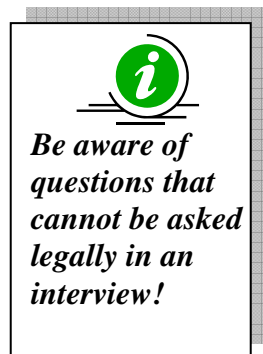 i
Be aware of
questions that
cannot be asked
legally in an
interview!